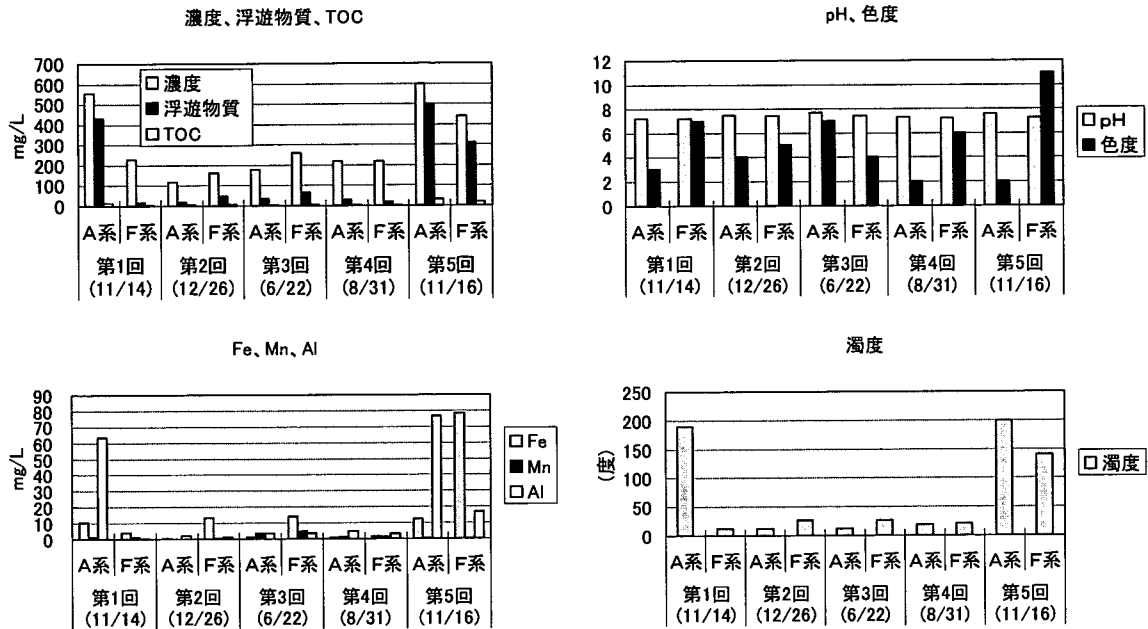 濃度、浮遊物質、TOC
700
600
500
400
300
200
100
0
mg/L
濃度
浮遊物質
TOC
A系 F系 A系 F系 A系 F系 A系 F系 A系 F系
第1回 第2回 第3回 第4回 第5回
(11/14) (12/26) (6/22) (8/31) (11/16)
pH、色度
12
10
8
6
4
2
0
pH
色度
A系 F系 A系 F系 A系 F系 A系 F系 A系 F系
第1回 第2回 第3回 第4回 第5回
(11/14) (12/26) (6/22) (8/31) (11/16)
Fe、Mn、Al
90
80
70
60
50
40
30
20
10
0
mg/L
Fe
Mn
Al
A系 F系 A系 F系 A系 F系 A系 F系 A系 F系
第1回 第2回 第3回 第4回 第5回
(11/14) (12/26) (6/22) (8/31) (11/16)
濁度
250
200
150
100
50
0
(度)
濁度
A系 F系 A系 F系 A系 F系 A系 F系 A系 F系
第1回 第2回 第3回 第4回 第5回
(11/14) (12/26) (6/22) (8/31) (11/16)